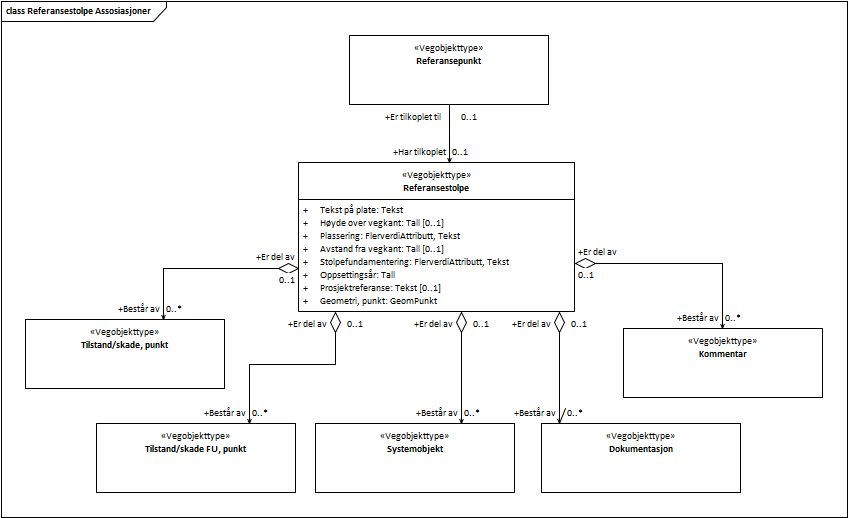 class Referansestolpe Assosiasjoner
«Vegobjekttype»
Referansepunkt
+Er tilkoplet til 0..1
+Har tilkoplet 0..1
«Vegobjekttype»
Referansestolpe
+ Tekst på plate: Tekst
+ Høyde over vegkant: Tall [0..1]
+ Plassering: FlerverdiAttributt, Tekst
+ Avstand fra vegkant: Tall [0..1]
+ Stolpefundamentering: FlerverdiAttributt, Tekst
+ Oppsettingsår: Tall
+ Prosjektreferanse: Tekst [0..1]
+ Geometri, punkt: GeomPunkt
+Er del av
0..1
+Er del av
0..1
+Består av 0..*
«Vegobjekttype»
Tilstand/skade, punkt
+Er del av 0..1
+Er del av 0..1
+Er del av 0..1
+Består av 0..*
«Vegobjekttype»
Kommentar
+Består av 0..*
+Består av 0..*
+Består av 0..*
«Vegobjekttype»
Tilstand/skade FU, punkt
«Vegobjekttype»
Systemobjekt
«Vegobjekttype»
Dokumentasjon